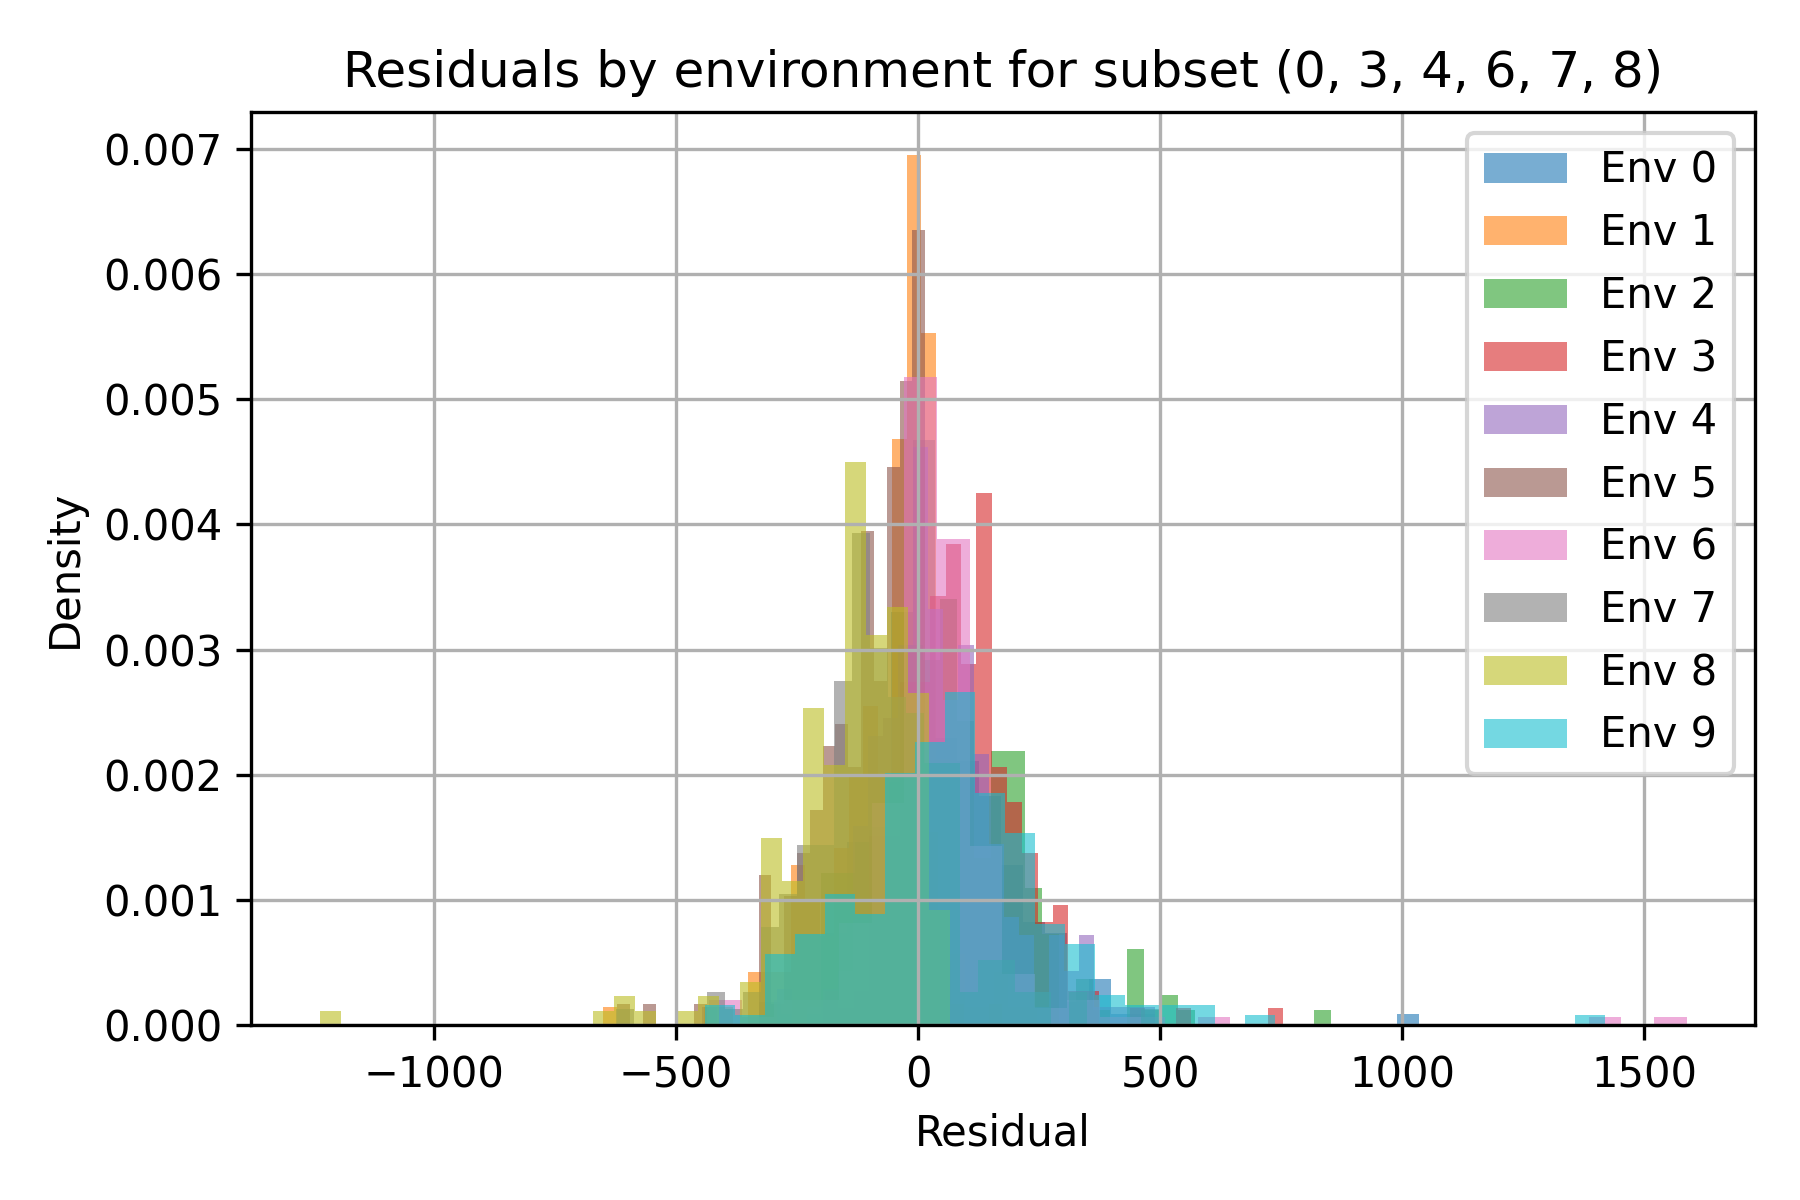 Residuals by environment for subset (0, 3, 4, 6, 7, 8)
0.007
0.006
0.005
0.004
0.003
0.002
0.001
0.000
Density
Env 0
Env 1
Env 2
Env 3
Env 4
Env 5
Env 6
Env 7
Env 8
Env 9
−1000 −500 0 500 1000 1500
Residual